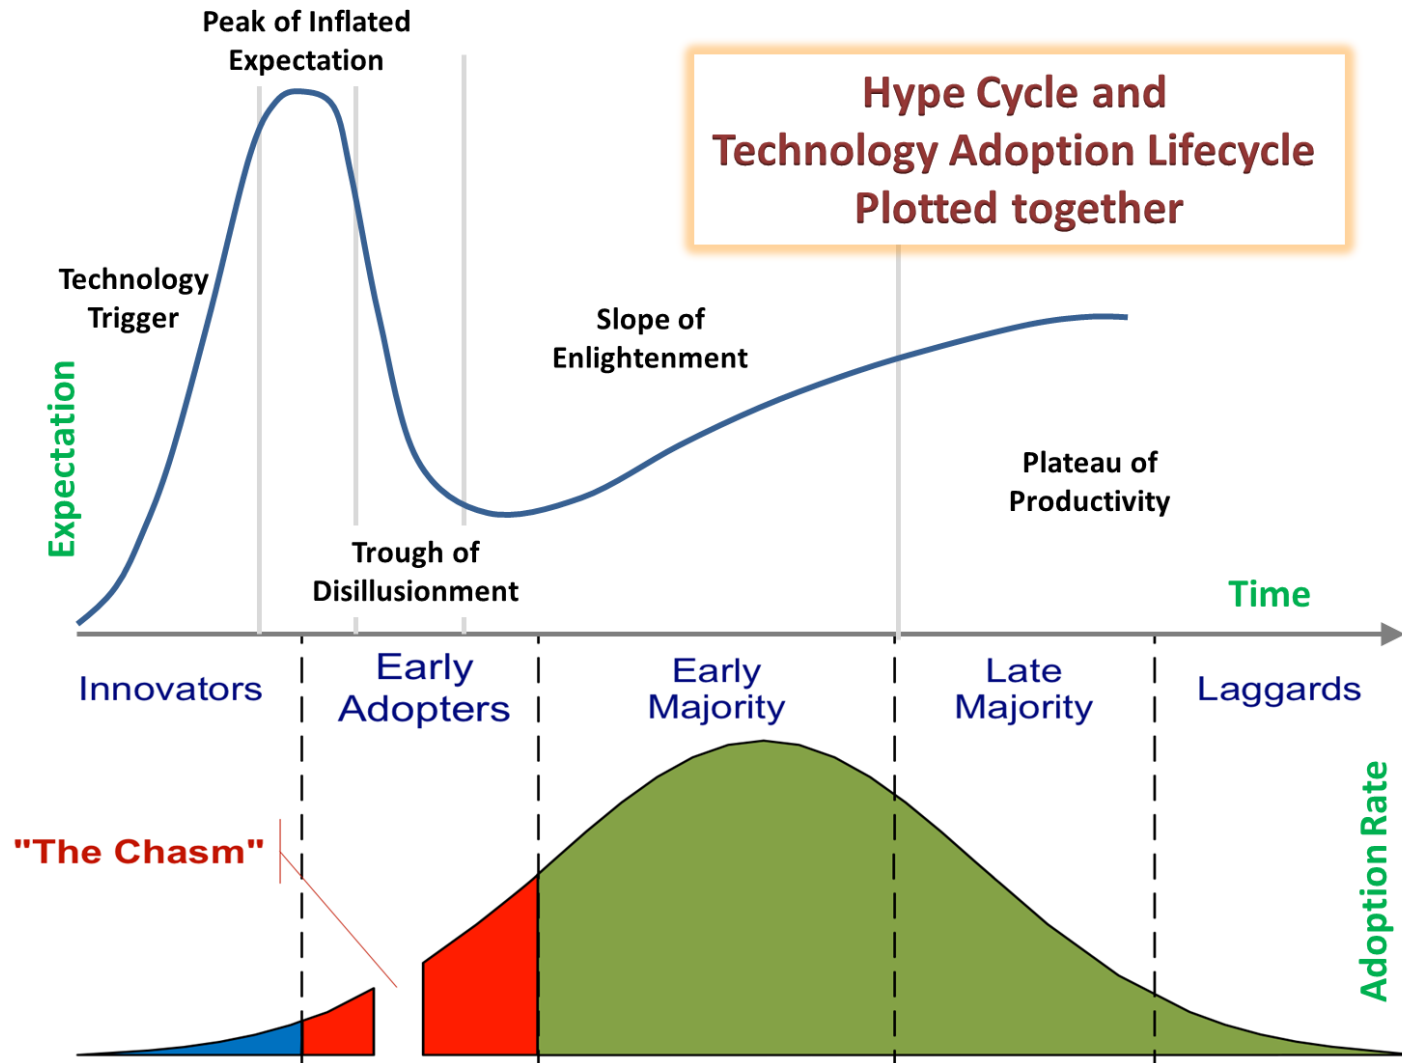 Peak of Inflated
Expectation
Hype Cycle and
Technology Adoption Lifecycle
Plotted together
Technology
Trigger
Slope of
Enlightenment
Expectation
Plateau of
Productivity
Trough of
Disillusionment
Time
Innovators
Early
Adopters
Early
Majority
Late
Majority
Laggards
"The Chasm"
Adoption Rate